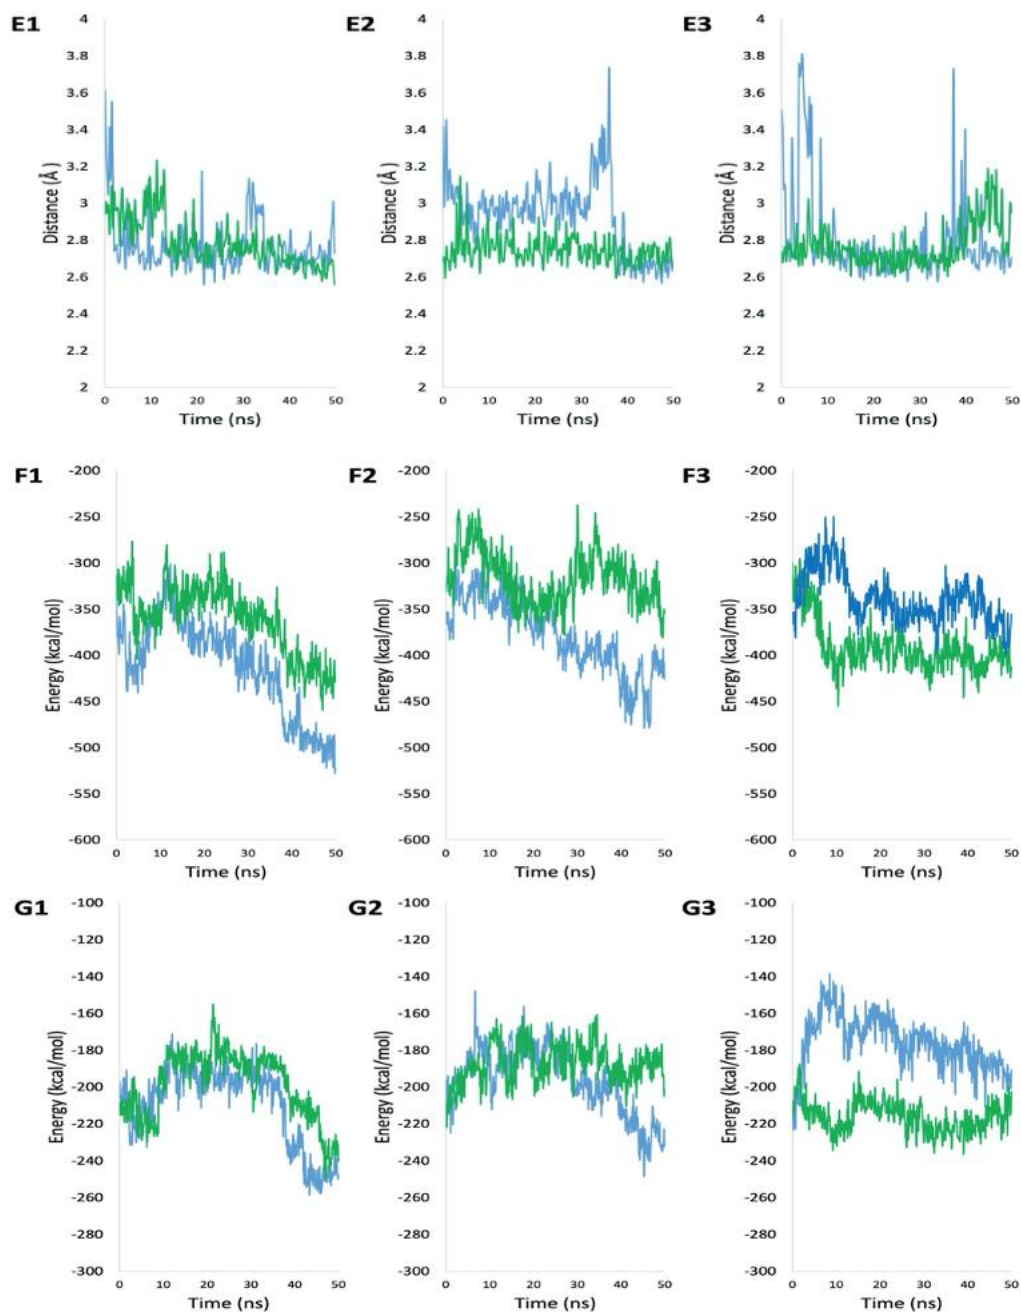 E1
4
3.8
3.6
3.4
3.2
3
2.8
2.6
2.4
2.2
2
Distance (Å)
0 10 20 30 40 50
Time (ns)
E2
4
3.8
3.6
3.4
3.2
3
2.8
2.6
2.4
2.2
2
Distance (Å)
0 10 20 30 40 50
Time (ns)
E3
4
3.8
3.6
3.4
3.2
3
2.8
2.6
2.4
2.2
2
Distance (Å)
0 10 20 30 40 50
Time (ns)
F1
-200
-250
-300
-350
-400
-450
-500
-550
-600
Energy (kcal/mol)
0 10 20 30 40 50
Time (ns)
F2
-200
-250
-300
-350
-400
-450
-500
-550
-600
Energy (kcal/mol)
0 10 20 30 40 50
Time (ns)
F3
-200
-250
-300
-350
-400
-450
-500
-550
-600
Energy (kcal/mol)
0 10 20 30 40 50
Time (ns)
G1
-100
-120
-140
-160
-180
-200
-220
-240
-260
-280
-300
Energy (kcal/mol)
0 10 20 30 40 50
Time (ns)
G2
-100
-120
-140
-160
-180
-200
-220
-240
-260
-280
-300
Energy (kcal/mol)
0 10 20 30 40 50
Time (ns)
G3
-100
-120
-140
-160
-180
-200
-220
-240
-260
-280
-300
Energy (kcal/mol)
0 10 20 30 40 50
Time (ns)